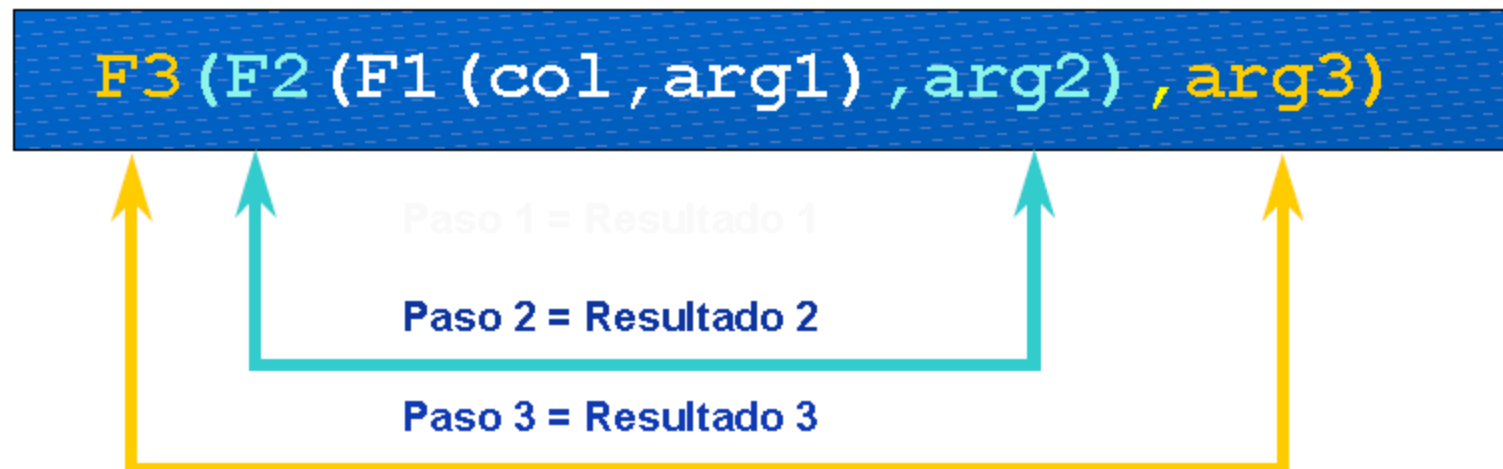 F3(F2(F1(col,arg1),arg2),arg3)
Paso 1 = Resultado 1
Paso 2 = Resultado 2
Paso 3 = Resultado 3